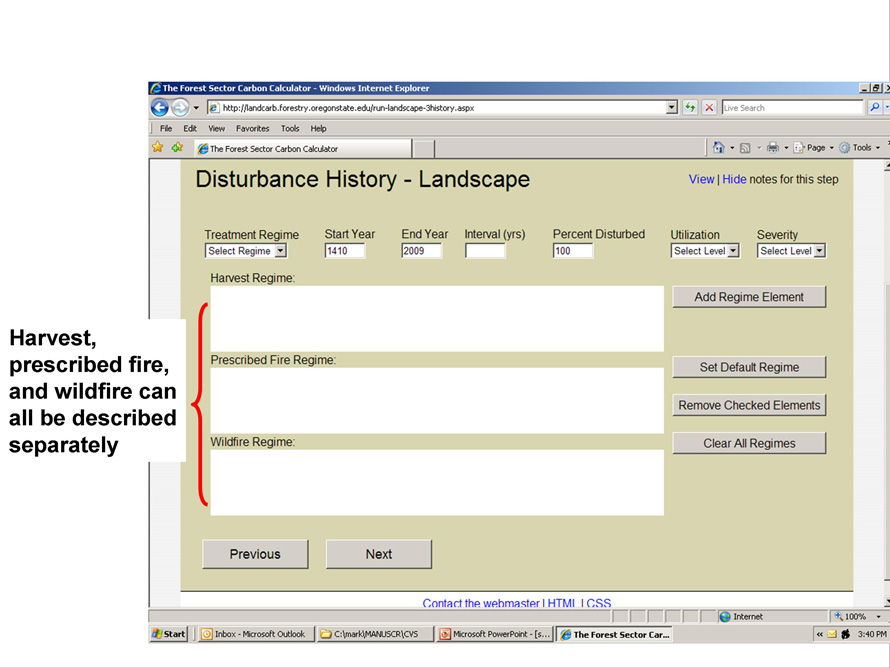 The Forest Sector Carbon Calculator - Windows Internet Explorer
http://landcarb.forestry.oregonstate.edu/run-landscape-3history.aspx
Live Search
File Edit View Favorites Tools Help
The Forest Sector Carbon Calculator
Page Tools
Disturbance History - Landscape
View | Hide notes for this step
Treatment Regime Start Year End Year Interval (yrs) Percent Disturbed Utilization Severity
Select Regime 1410 2009 100 Select Level Select Level
Harvest Regime:
Add Regime Element
Harvest,
prescribed fire,
and wildfire can
all be described
separately
Prescribed Fire Regime:
Set Default Regime
Remove Checked Elements
Wildfire Regime:
Clear All Regimes
Previous Next
Contact the webmaster | HTML | CSS
Internet 100%
Start Inbox - Microsoft Outlook C:\mark\MANUSCR\CVS Microsoft PowerPoint - [s... The Forest Sector Car... « 3:40 PM